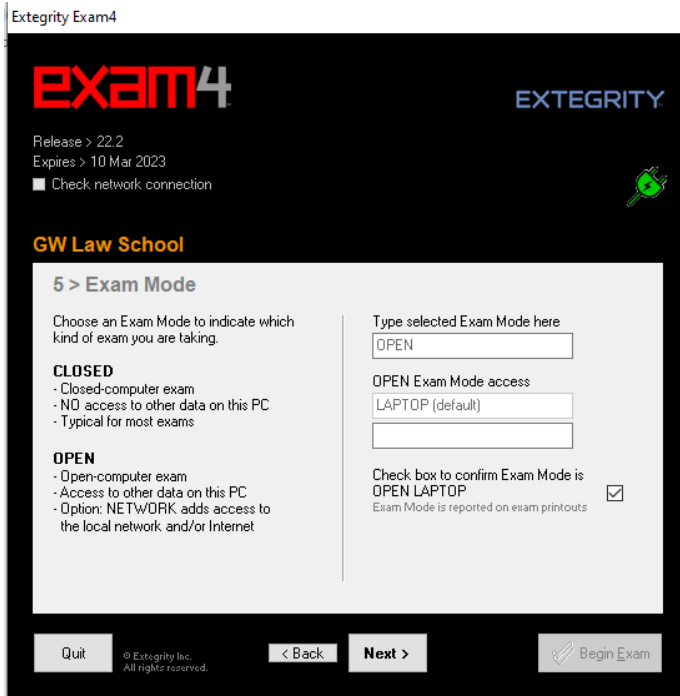 Extegrity Exam4
exam4
EXTEGRITY
Release > 22.2
Expires > 10 Mar 2023
Check network connection
GW Law School
5 > Exam Mode
Choose an Exam Mode to indicate which
kind of exam you are taking.
CLOSED
- Closed-computer exam
- NO access to other data on this PC
- Typical for most exams
OPEN
- Open-computer exam
- Access to other data on this PC
- Option: NETWORK adds access to
the local network and/or Internet
Type selected Exam Mode here
OPEN
OPEN Exam Mode access
LAPTOP (default)
Check box to confirm Exam Mode is
OPEN LAPTOP
Exam Mode is reported on exam printouts
Quit
© Extegrity Inc.
All rights reserved.
< Back
Next >
Begin Exam